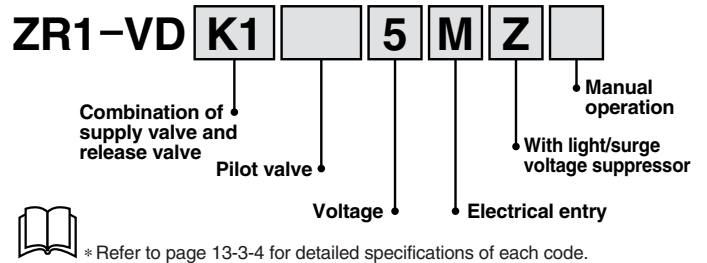 ZR1-VD K1 5 M Z
Manual
operation
Combination of
supply valve and
release valve
With light/surge
voltage suppressor
Pilot valve
Voltage
Electrical entry
* Refer to page 13-3-4 for detailed specifications of each code.